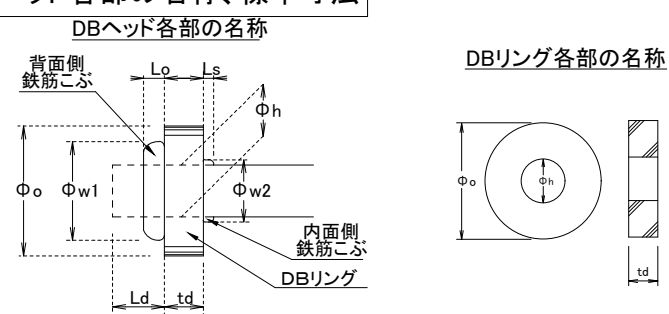 ッド各部の名称、標準寸法
DBヘッド各部の名称
背面側
鉄筋こぶ
Lo
Ls
Φh
Φo
Φw1
Φw2
内面側
鉄筋こぶ
DBリング
Ld
td
DBリング各部の名称
Φo
Φh
td